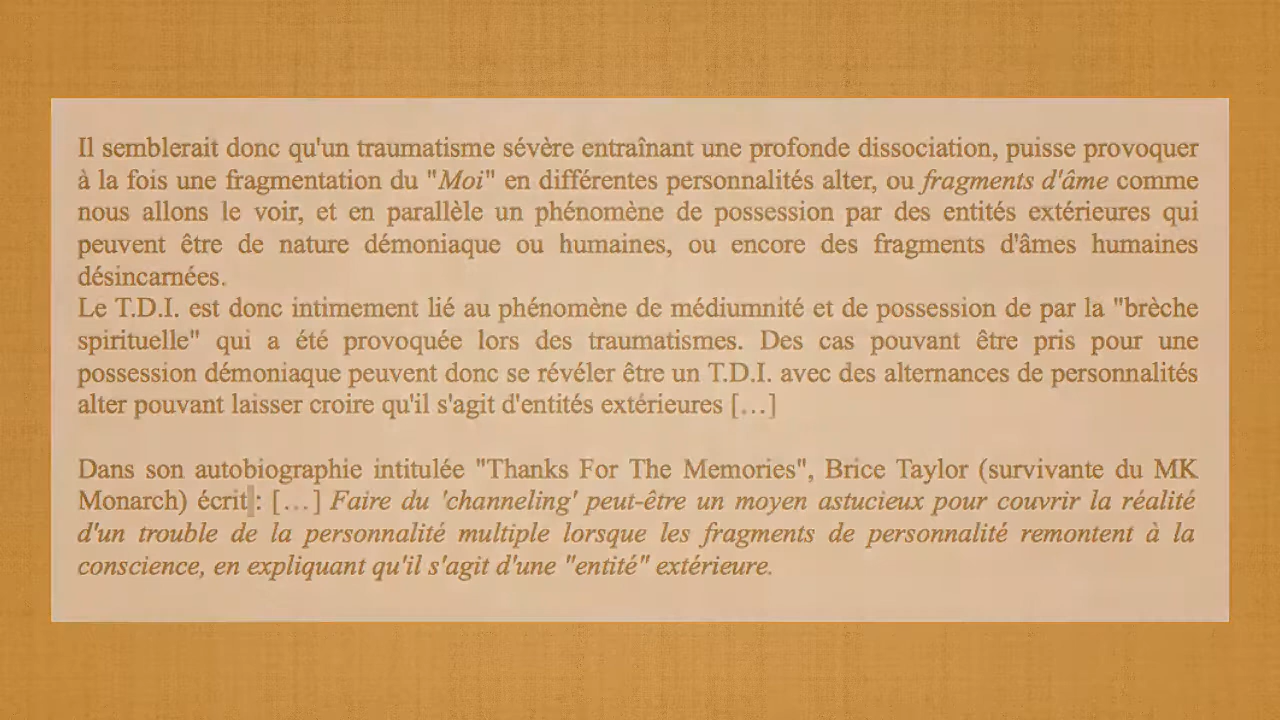 Il semblerait donc qu'un traumatisme sévère entraînant une profonde dissociation, puisse provoquer
à la fois une fragmentation du "Moi" en différentes personnalités alter, ou fragments d'âme comme
nous allons le voir, et en parallèle un phénomène de possession par des entités extérieures qui
peuvent être de nature démoniaque ou humaines, ou encore des fragments d'âmes humaines
désincarnées.
Le T.D.I. est donc intimement lié au phénomène de médiumnité et de possession de par la "brèche
spirituelle" qui a été provoquée lors des traumatismes. Des cas pouvant être pris pour une
possession démoniaque peuvent donc se révéler être un T.D.I. avec des alternances de personnalités
alter pouvant laisser croire qu'il s'agit d'entités extérieures […]
Dans son autobiographie intitulée "Thanks For The Memories", Brice Taylor (survivante du MK
Monarch) écrit : […] Faire du 'channeling' peut-être un moyen astucieux pour couvrir la réalité
d'un trouble de la personnalité multiple lorsque les fragments de personnalité remontent à la
conscience, en expliquant qu'il s'agit d'une "entité" extérieure.